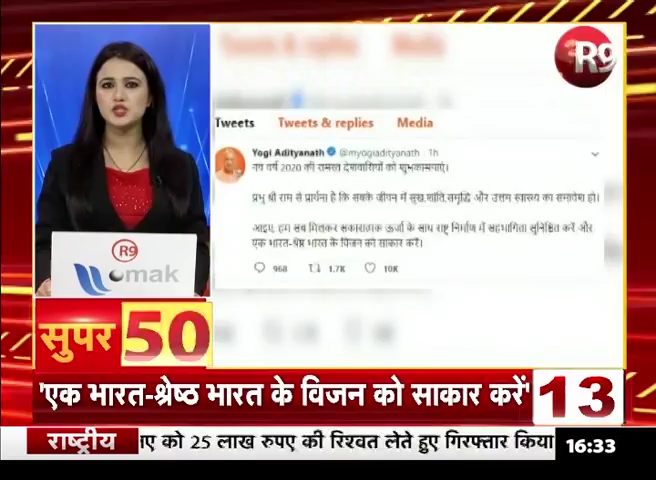 R9
Tweets Tweets & replies Media
Yogi Adityanath @myogiadityanath · 1h
नव वर्ष 2020 की समस्त देशवासियों को शुभकामनाएं।
प्रभु श्री राम से प्रार्थना है कि सबके जीवन में सुख,शांति,समृद्धि और उत्तम स्वास्थ्य का समावेश हो।
आइए, हम सब मिलकर सकारात्मक ऊर्जा के साथ राष्ट्र निर्माण में सहभागिता सुनिश्चित करें और
एक भारत-श्रेष्ठ भारत के विजन को साकार करें।
968 1.7K 10K
R9
omak
सुपर 50
'एक भारत-श्रेष्ठ भारत के विजन को साकार करें' 13
राष्ट्रीय गए को 25 लाख रुपए की रिश्वत लेते हुए गिरफ्तार किया 16:33